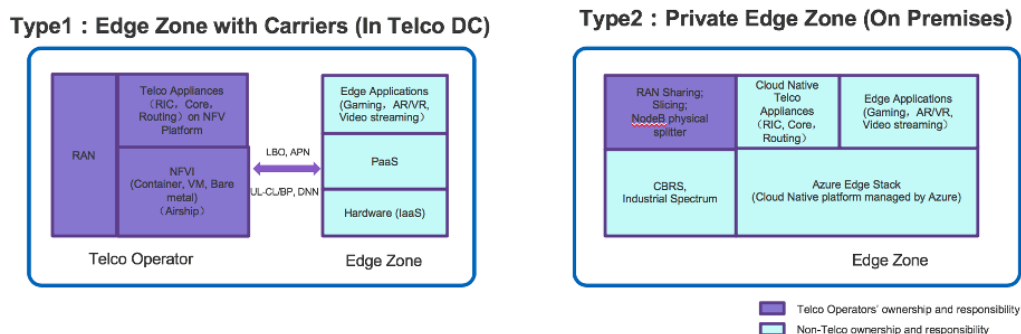 Type1：Edge Zone with Carriers (In Telco DC)
Type2：Private Edge Zone (On Premises)
RAN
Telco Appliances
（RIC，Core，
Routing）on NFV
Platform
NFVI
(Container, VM, Bare
metal)
（Airship）
LBO, APN
UL-CL/BP, DNN
Edge Applications
(Gaming，AR/VR,
Video streaming）
PaaS
Hardware (IaaS)
Telco Operator
Edge Zone
RAN Sharing;
Slicing;
NodeB physical
splitter
Cloud Native
Telco
Appliances
(RIC, Core，
Routing）
Edge Applications
(Gaming，AR/VR,
Video streaming）
CBRS,
Industrial Spectrum
Azure Edge Stack
(Cloud Native platform managed by Azure)
Edge Zone
Telco Operators' ownership and responsibility
Non-Telco ownership and responsibility